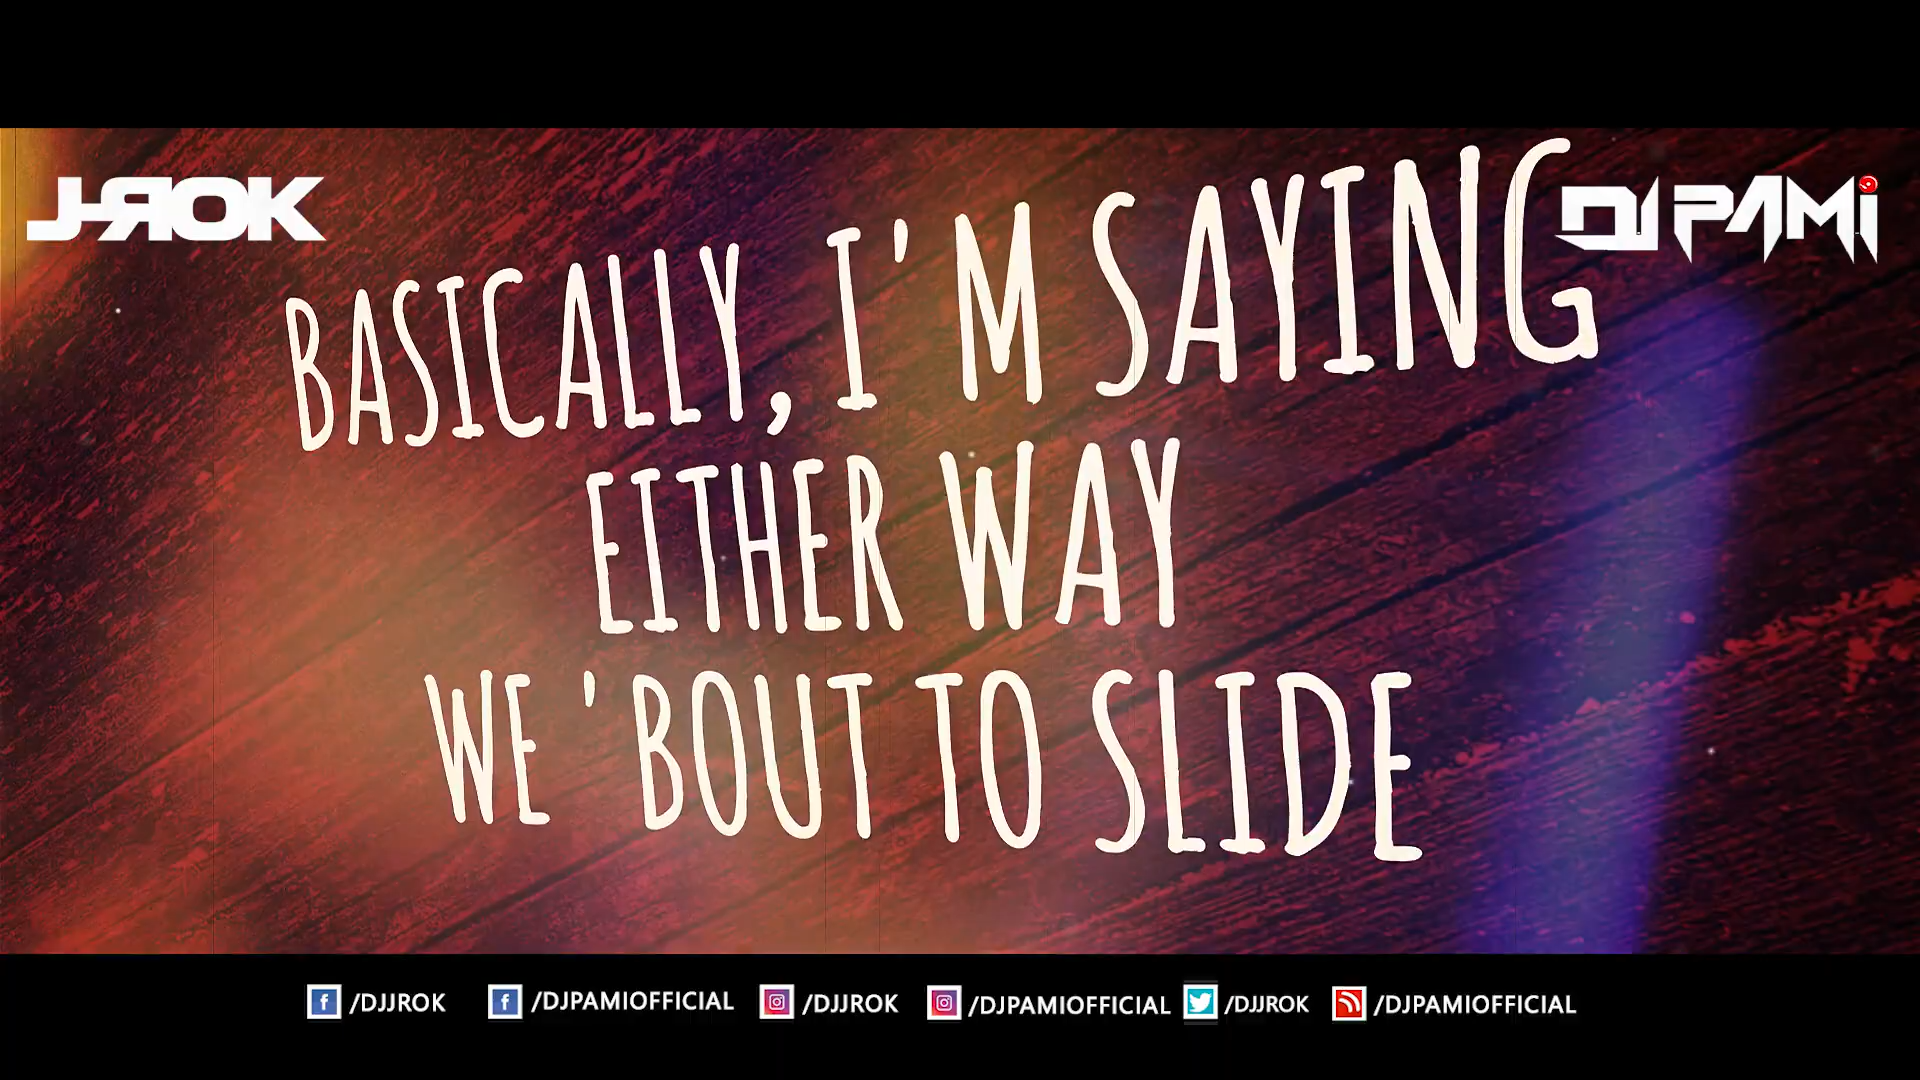 J-ROK
DJ PAMI
BASICALLY, I'M SAYING
EITHER WAY
WE 'BOUT TO SLIDE
/DJJROK /DJPAMIOFFICIAL /DJJROK /DJPAMIOFFICIAL /DJJROK /DJPAMIOFFICIAL